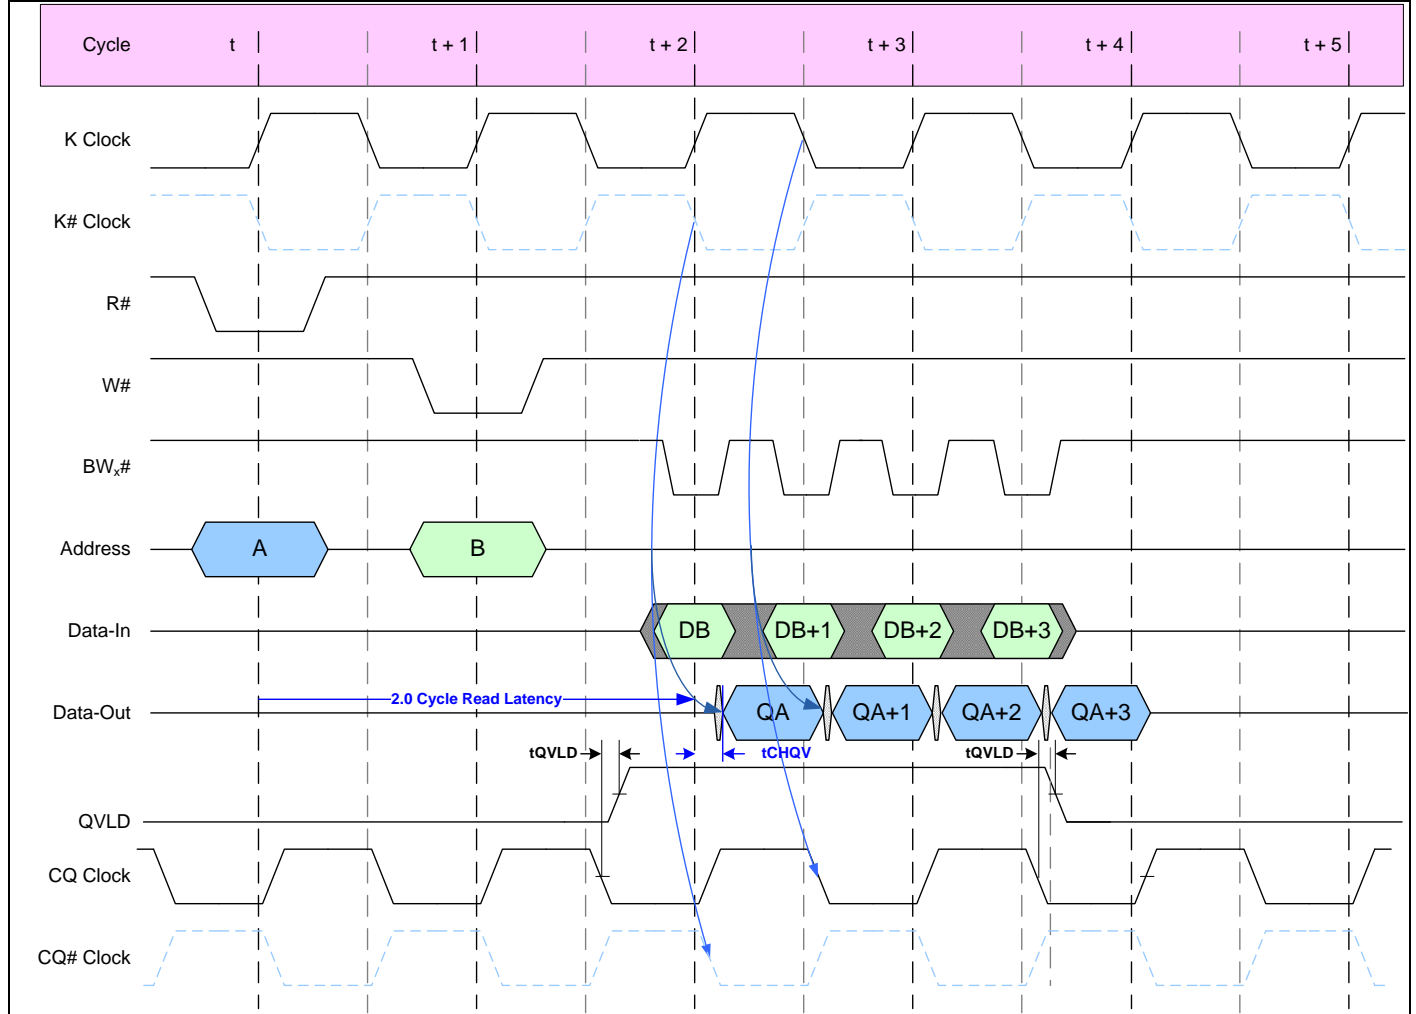 Cycle t t + 1 t + 2 t + 3 t + 4 t + 5
K Clock
K# Clock
R#
W#
BWx#
Address A B
Data-In DB DB+1 DB+2 DB+3
2.0 Cycle Read Latency
Data-Out QA QA+1 QA+2 QA+3
tQVLD tCHQV tQVLD
QVLD
CQ Clock
CQ# Clock